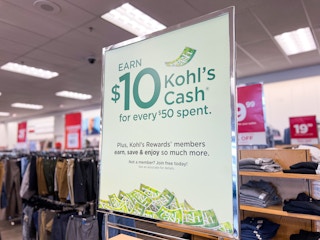 EARN
$10 Kohl's
Cash
for every $50 spent.
Plus, Kohl's Rewards® members
earn, save & enjoy so much more.
Not a member? Join free today!
19